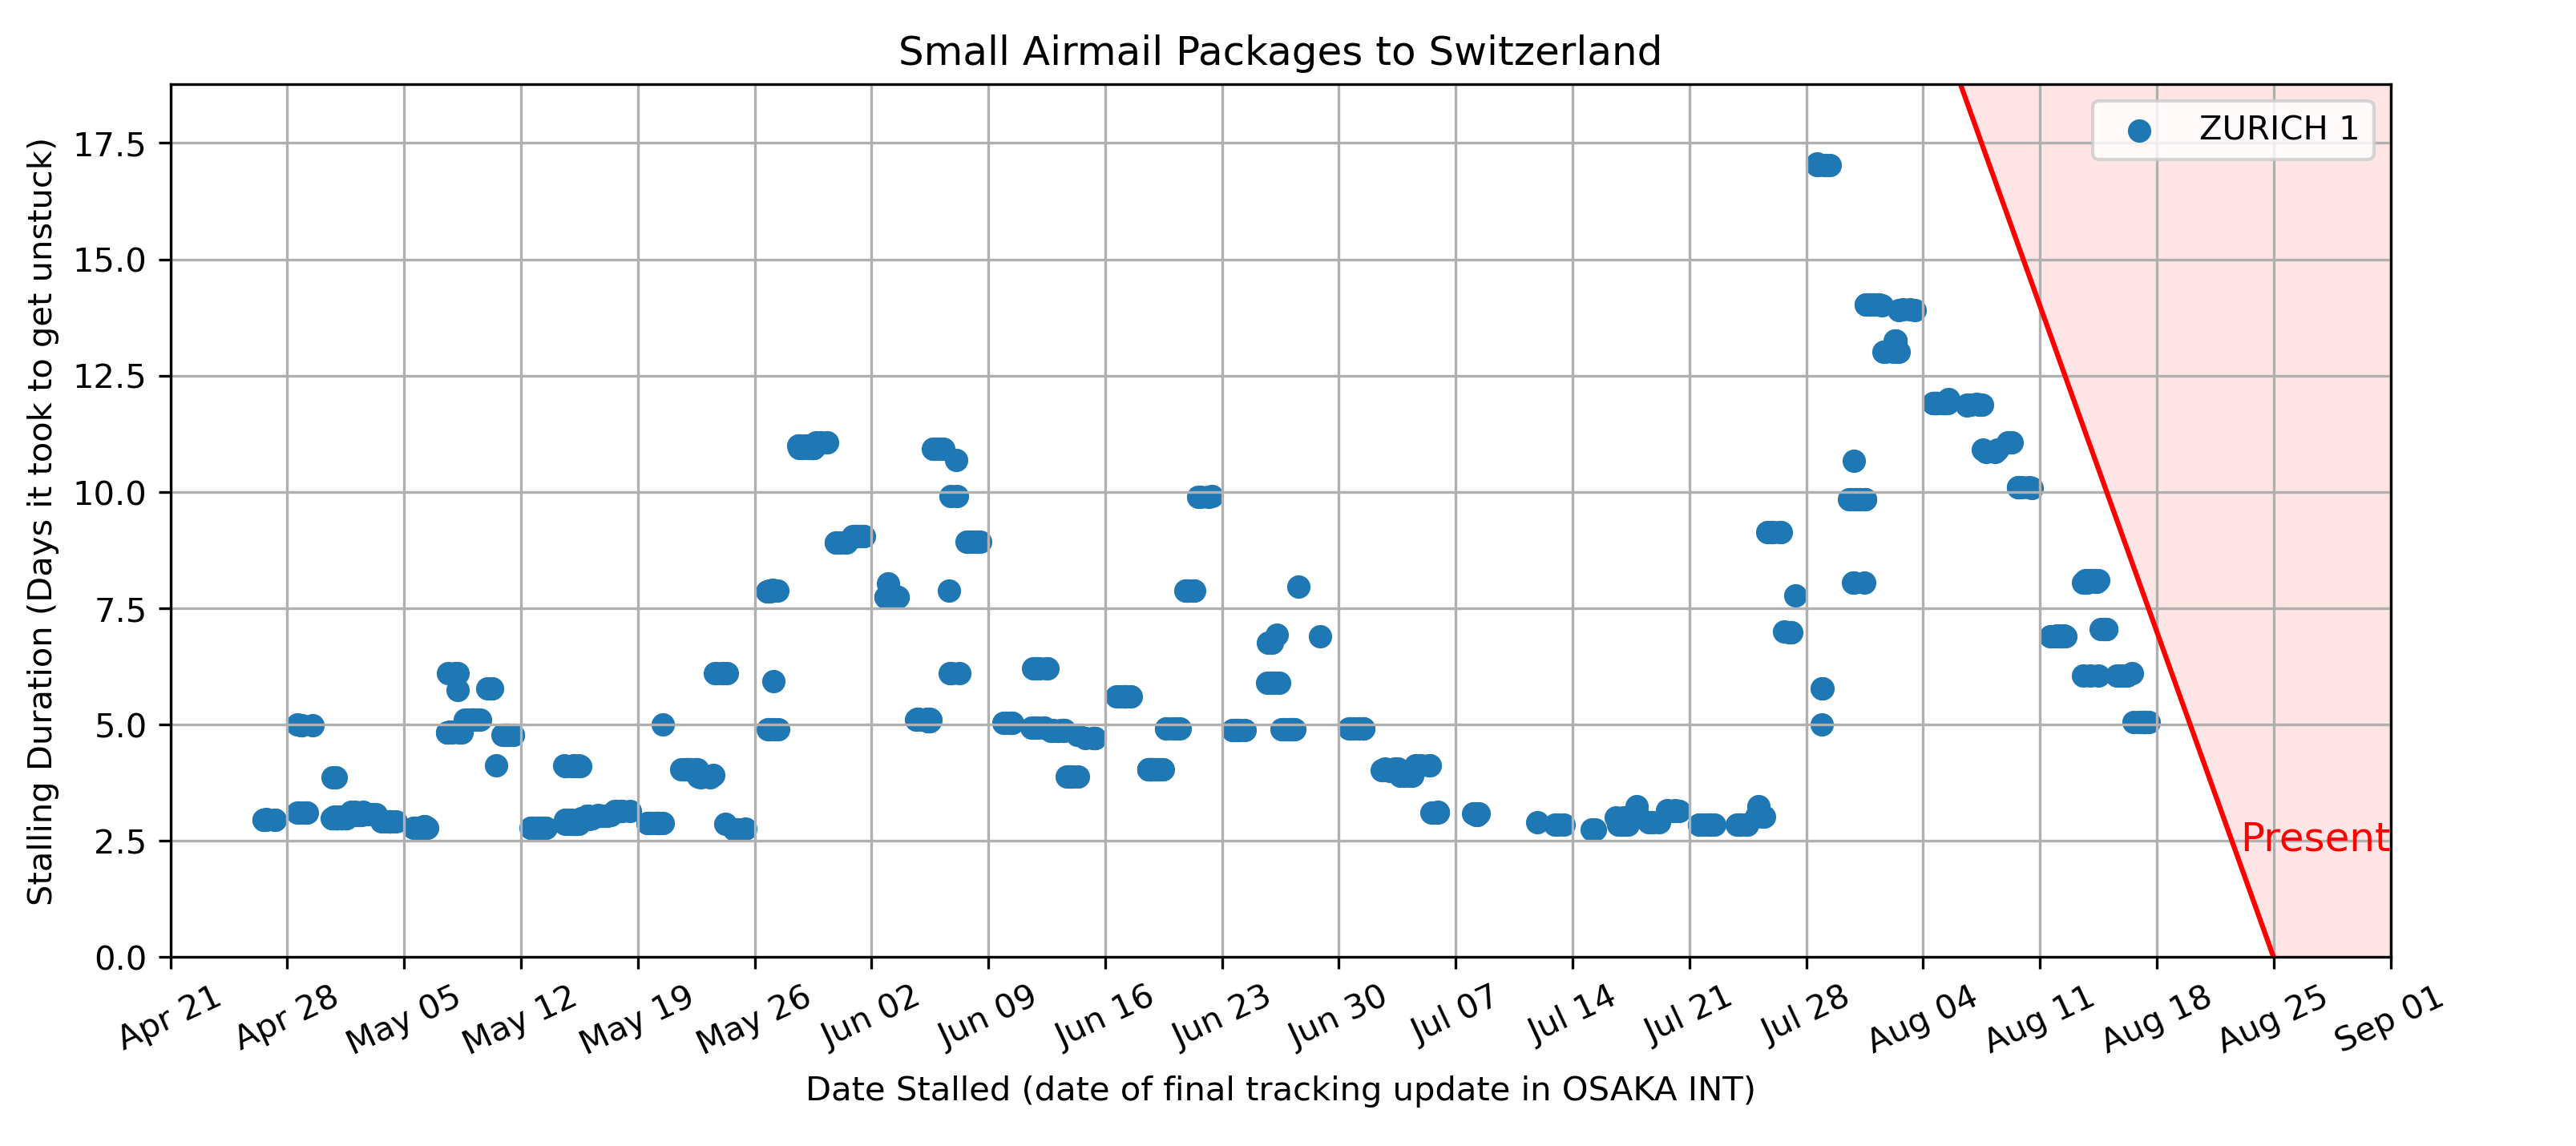 Small Airmail Packages to Switzerland
ZURICH 1
Stalling Duration (Days it took to get unstuck)
17.5
15.0
12.5
10.0
7.5
5.0
2.5
0.0
Present
Apr 21
Apr 28
May 05
May 12
May 19
May 26
Jun 02
Jun 09
Jun 16
Jun 23
Jun 30
Jul 07
Jul 14
Jul 21
Jul 28
Aug 04
Aug 11
Aug 18
Aug 25
Sep 01
Date Stalled (date of final tracking update in OSAKA INT)